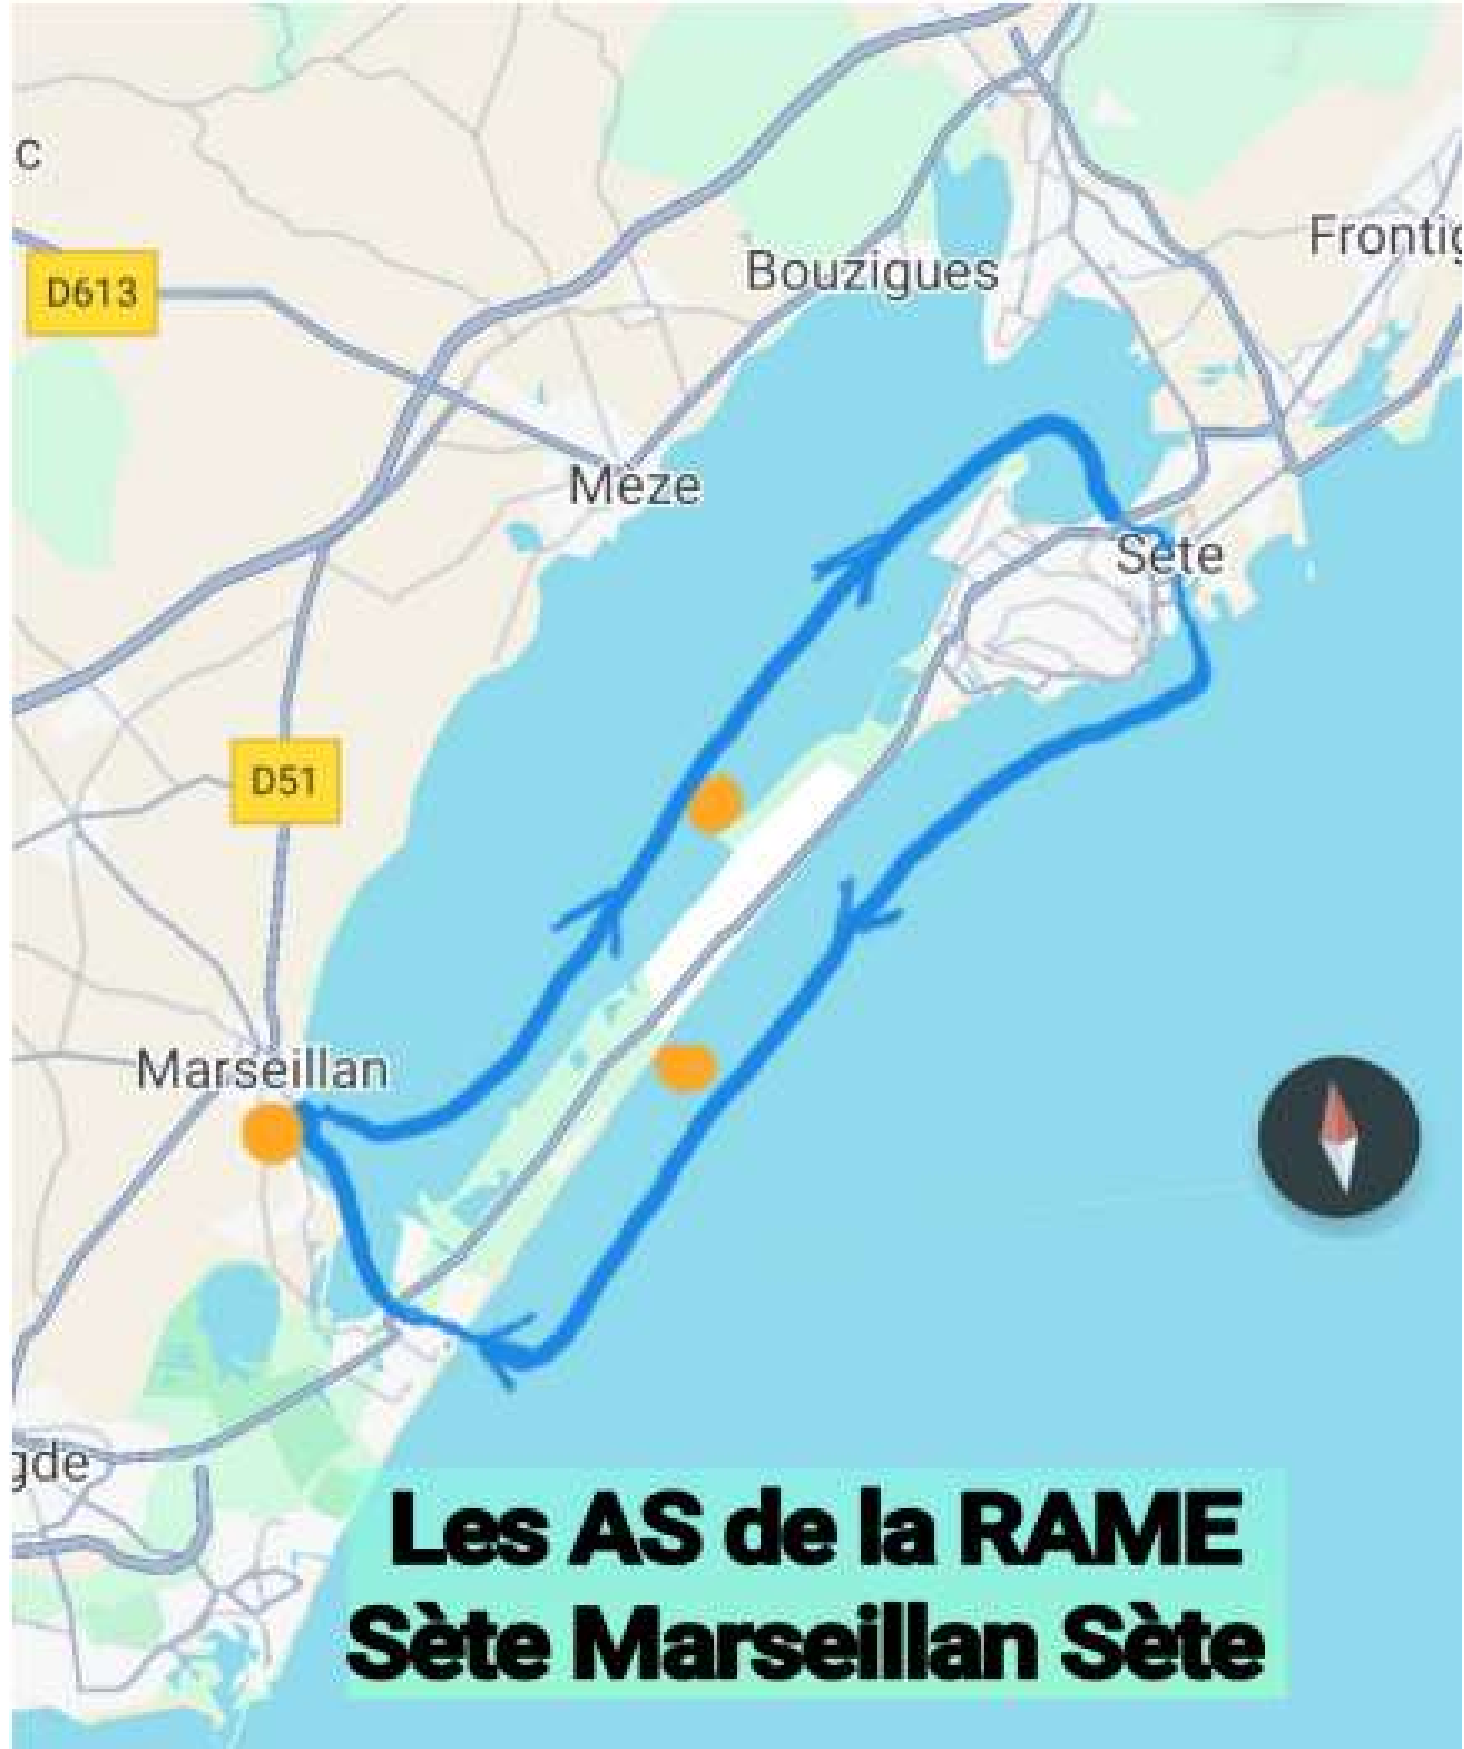 c
Frontig
Bouzigues
D613
Mèze
Sète
D51
Marseillan
gde
Les AS de la RAME
Sète Marseillan Sète